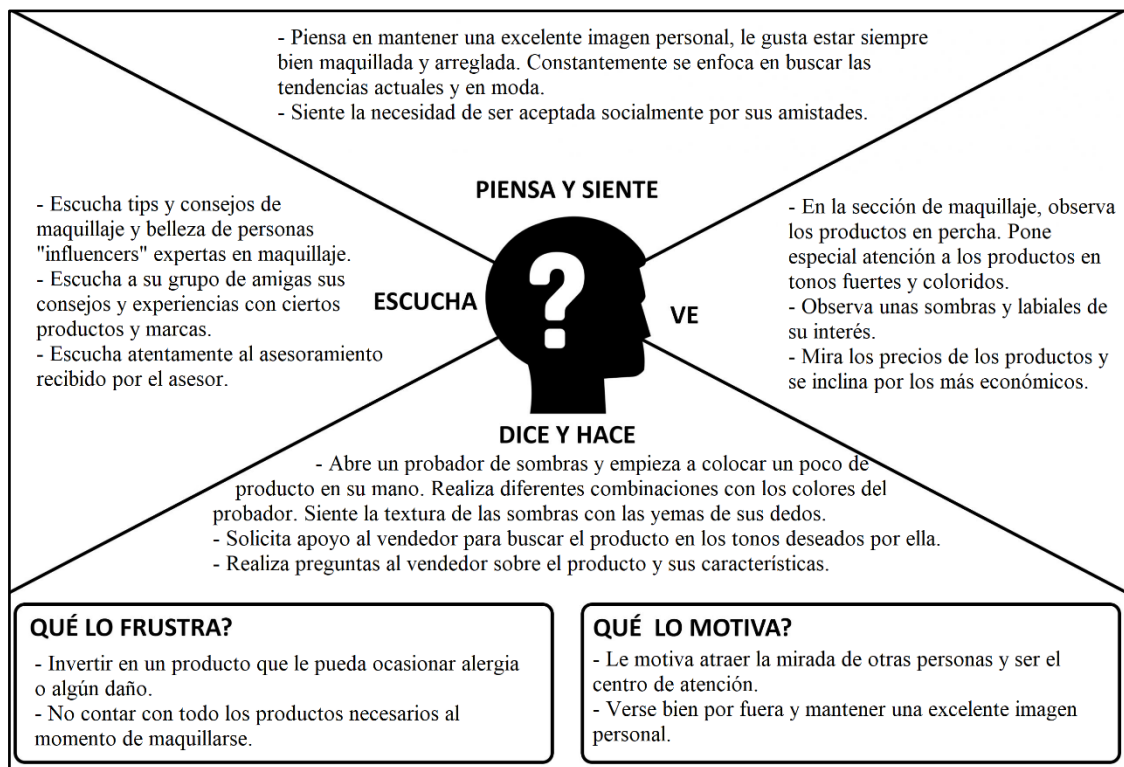 - Piensa en mantener una excelente imagen personal, le gusta estar siempre
bien maquillada y arreglada. Constantemente se enfoca en buscar las
tendencias actuales y en moda.
- Siente la necesidad de ser aceptada socialmente por sus amistades.
PIENSA Y SIENTE
- Escucha tips y consejos de
maquillaje y belleza de personas
"influencers" expertas en maquillaje.
- Escucha a su grupo de amigas sus
consejos y experiencias con ciertos
productos y marcas.
- Escucha atentamente al asesoramiento
recibido por el asesor.
ESCUCHA
?
VE
- En la sección de maquillaje, observa
los productos en percha. Pone
especial atención a los productos en
tonos fuertes y coloridos.
- Observa unas sombras y labiales de
su interés.
- Mira los precios de los productos y
se inclina por los más económicos.
DICE Y HACE
- Abre un probador de sombras y empieza a colocar un poco de
producto en su mano. Realiza diferentes combinaciones con los colores del
probador. Siente la textura de las sombras con las yemas de sus dedos.
- Solicita apoyo al vendedor para buscar el producto en los tonos deseados por ella.
- Realiza preguntas al vendedor sobre el producto y sus características.
QUÉ LO FRUSTRA?
- Invertir en un producto que le pueda ocasionar alergia
o algún daño.
- No contar con todo los productos necesarios al
momento de maquillarse.
QUÉ LO MOTIVA?
- Le motiva atraer la mirada de otras personas y ser el
centro de atención.
- Verse bien por fuera y mantener una excelente imagen
personal.